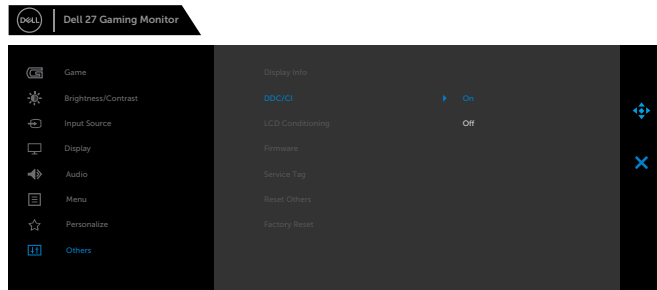 DELL
Dell 27 Gaming Monitor
Game
Brightness/Contrast
Input Source
Display
Audio
Menu
Personalize
Others
Display Info
DDC/CI
On
LCD Conditioning
Off
Firmware
Service Tag
Reset Others
Factory Reset